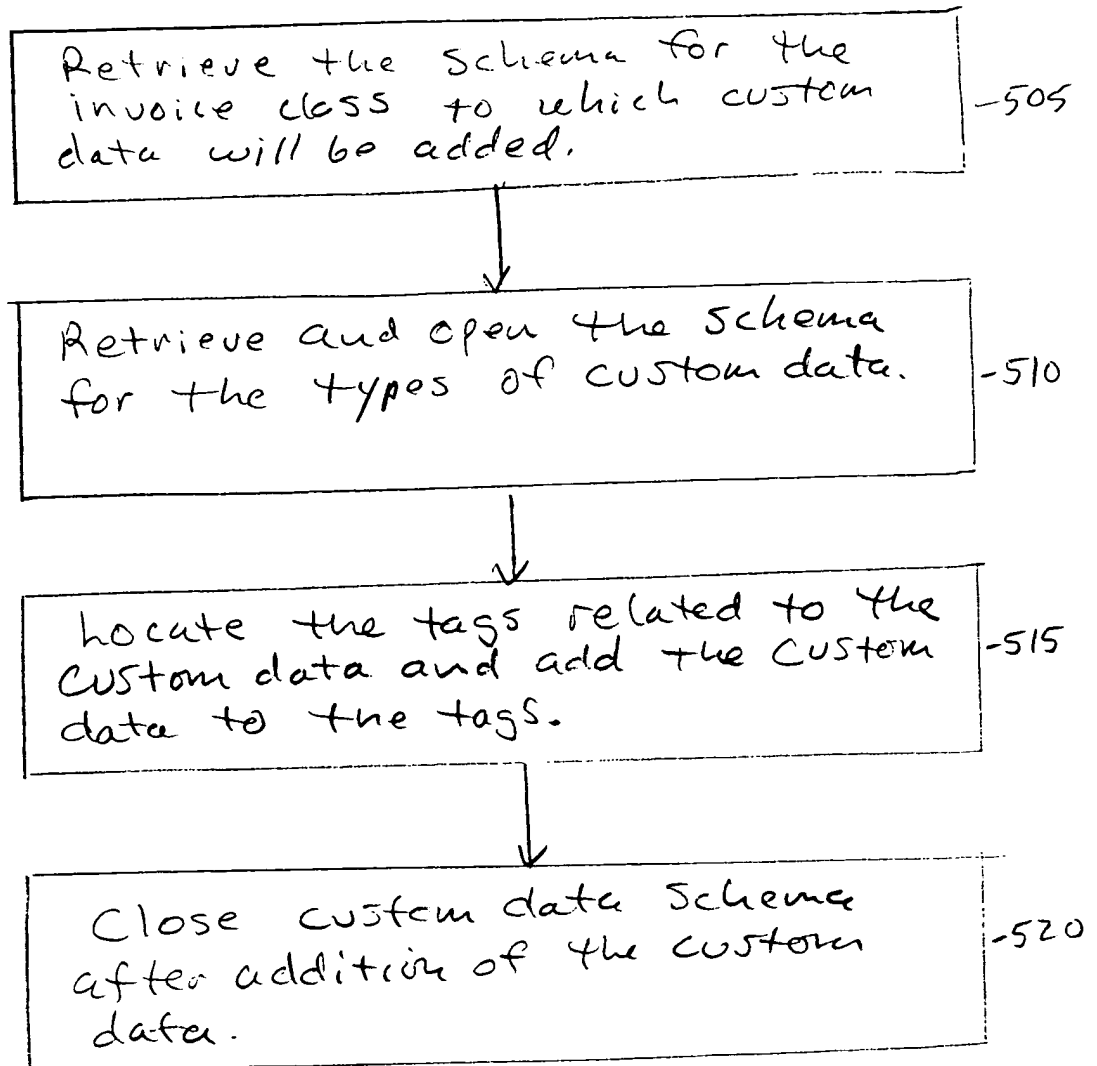 Retrieve the schema for the
invoice class to which custom
data will be added.
-505
Retrieve and open the schema
for the types of custom data.
-510
Locate the tags related to the
custom data and add the custom
data to the tags.
-515
Close custom data schema
after addition of the custom
data.
-520